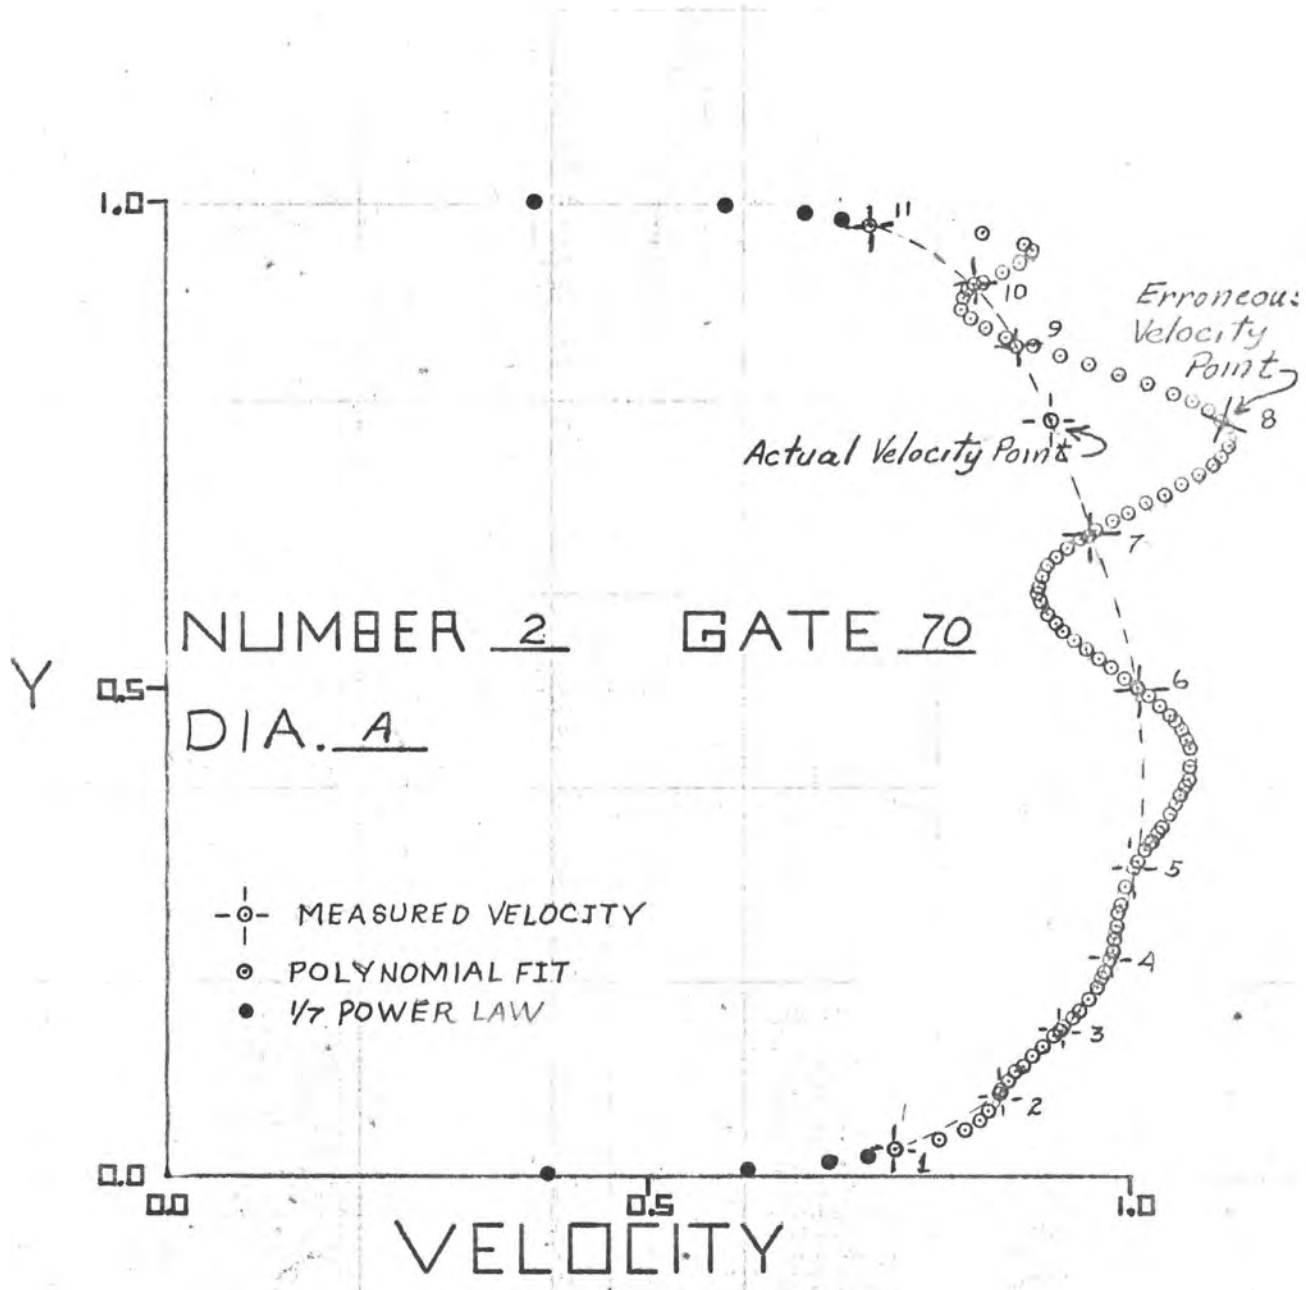 1.0
11
10
9
Erroneous
Velocity
Point
8
Actual Velocity Point
7
NUMBER 2 GATE 70
Y
0.5
6
DIA. A
5
MEASURED VELOCITY
4
POLYNOMIAL FIT
1/7 POWER LAW
3
2
1
0.0
0.0 0.5 1.0
VELOCITY